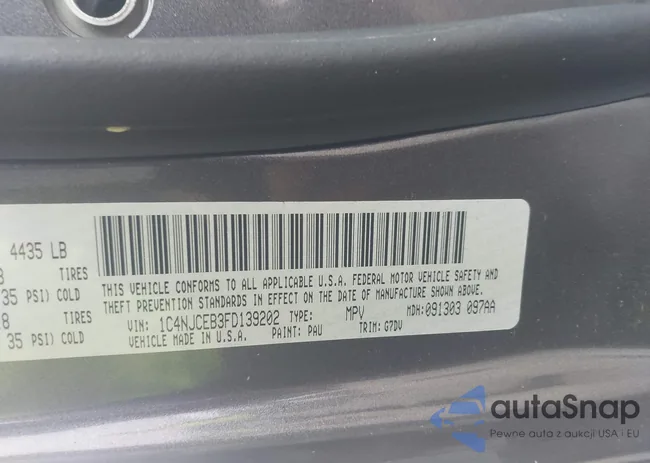 4435 LB
TIRES
35 PSI) COLD
TIRES
35 PSI) COLD
THIS VEHICLE CONFORMS TO ALL APPLICABLE U.S.A. FEDERAL MOTOR VEHICLE SAFETY AND
THEFT PREVENTION STANDARDS IN EFFECT ON THE DATE OF MANUFACTURE SHOWN ABOVE.
VIN: 1C4NJCEB3FD139202 TYPE: MPV MDH:091303 097AA
VEHICLE MADE IN U.S.A. PAINT: PAU TRIM: G7DV
autaSnap
Pewne auta z aukcji USA i EU